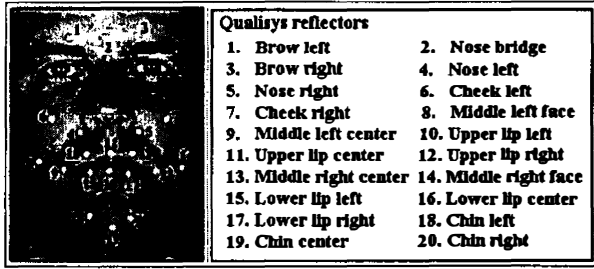 Qualisys reflectors
1. Brow left 2. Nose bridge
3. Brow right 4. Nose left
5. Nose right 6. Cheek left
7. Cheek right 8. Middle left face
9. Middle left center 10. Upper lip left
11. Upper lip center 12. Upper lip right
13. Middle right center 14. Middle right face
15. Lower lip left 16. Lower lip center
17. Lower lip right 18. Chin left
19. Chin center 20. Chin right